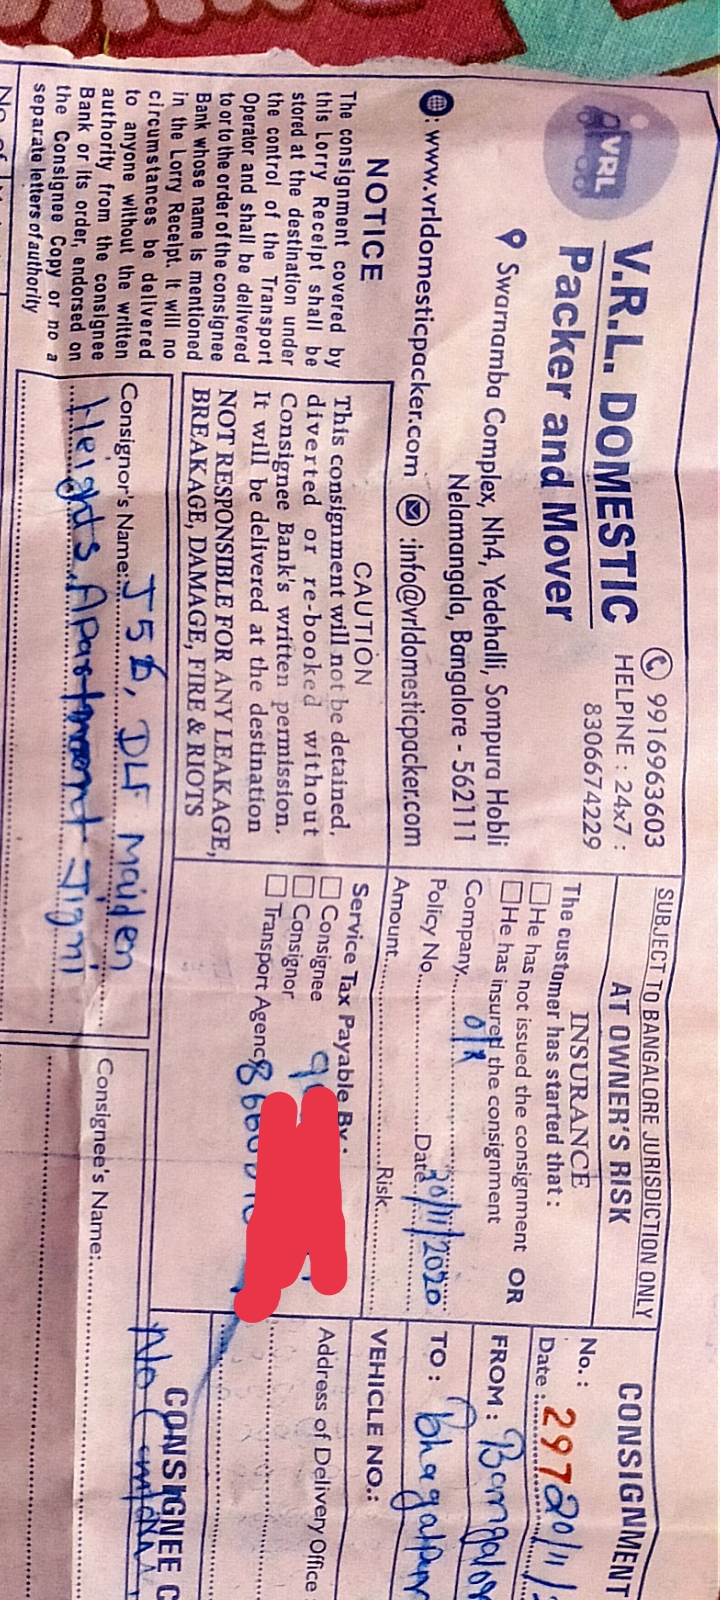 VRL
V.R.L. DOMESTIC
Packer and Mover
9916963603
HELPINE : 24x7 :
8306674229
Swarnamba Complex, Nh4, Yedehalli, Sompura Hobli
Nelamangala, Bangalore - 562111
: www.vrldomesticpacker.com :info@vrldomesticpacker.com
SUBJECT TO BANGALORE JURISDICTION ONLY
AT OWNER'S RISK
INSURANCE
The customer has started that :
He has not issued the consignment OR
He has insured the consignment
Company
Policy No. Date 20/11/2020
Amount Risk
CONSIGNMENT
No. : 297
Date : 20/11/
FROM : Bangalor
TO : Bhagalpur
VEHICLE NO.:
NOTICE
The consignment covered by
this Lorry Receipt shall be
stored at the destination under
the control of the Transport
Operator and shall be delivered
to or to the order of the consignee
Bank whose name is mentioned
in the Lorry Receipt. It will no
circumstances be delivered
to anyone without the written
authority from the consignee
Bank or its order, endorsed on
the Consignee Copy or no a
separate letters of authority
CAUTION
This consignment will not be detained,
diverted or re-booked without
Consignee Bank's written permission.
It will be delivered at the destination
NOT RESPONSIBLE FOR ANY LEAKAGE,
BREAKAGE, DAMAGE, FIRE & RIOTS
Service Tax Payable By :
Consignee
Consignor
Transport Agency
Address of Delivery Office :
CONSIGNEE C
Consignor's Name: DLF maiden
Heights, Apartment Jigni
Consignee's Name:
No